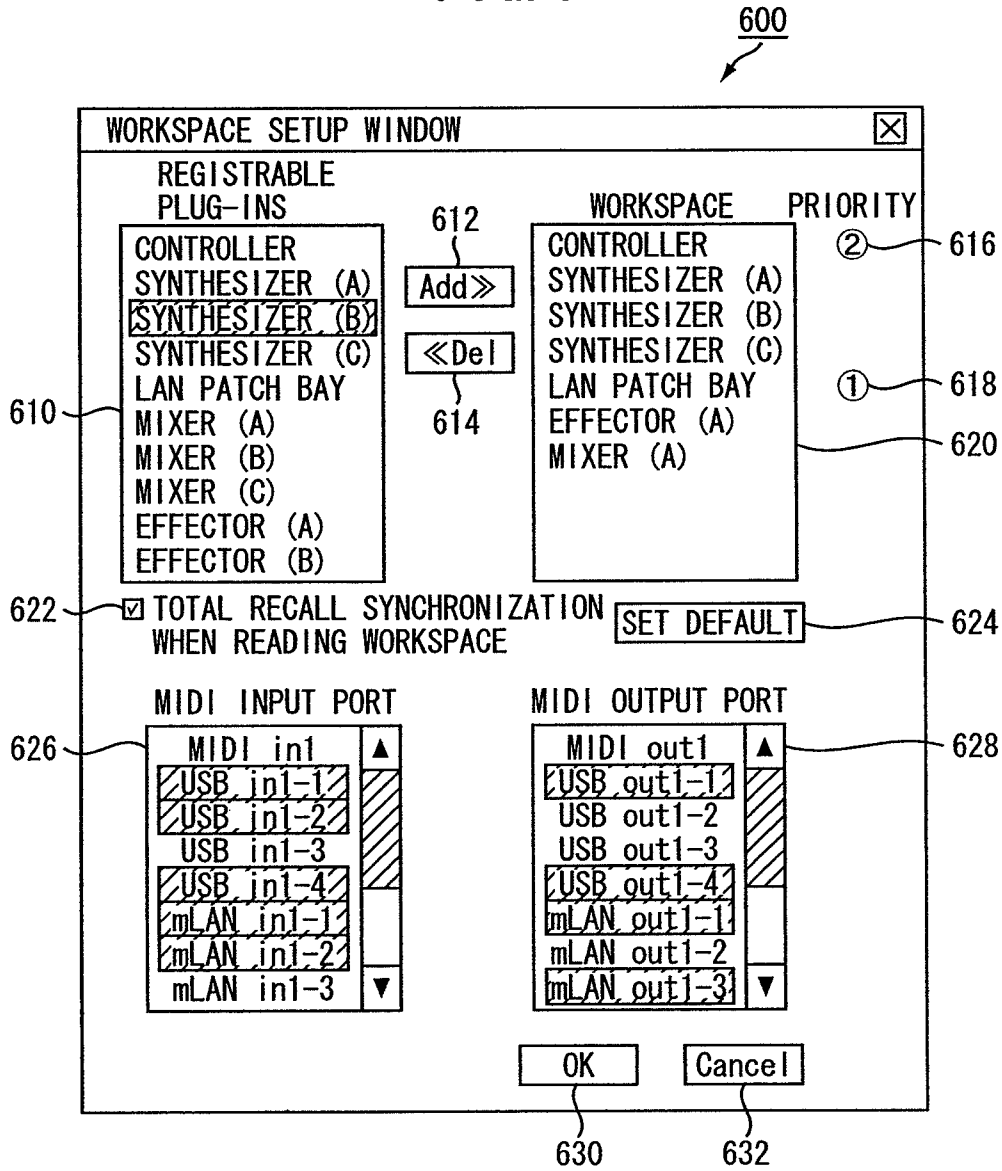 600
WORKSPACE SETUP WINDOW
REGISTRABLE
PLUG-INS
CONTROLLER
SYNTHESIZER (A)
SYNTHESIZER (B)
SYNTHESIZER (C)
LAN PATCH BAY
MIXER (A)
MIXER (B)
MIXER (C)
EFFECTOR (A)
EFFECTOR (B)
610
612
Add≫
≪Del
614
WORKSPACE
CONTROLLER
SYNTHESIZER (A)
SYNTHESIZER (B)
SYNTHESIZER (C)
LAN PATCH BAY
EFFECTOR (A)
MIXER (A)
PRIORITY
② 616
① 618
620
622
TOTAL RECALL SYNCHRONIZATION
WHEN READING WORKSPACE
SET DEFAULT
624
MIDI INPUT PORT
626
MIDI in1
USB in1-1
USB in1-2
USB in1-3
USB in1-4
mLAN in1-1
mLAN in1-2
mLAN in1-3
MIDI OUTPUT PORT
MIDI out1
USB out1-1
USB out1-2
USB out1-3
USB out1-4
mLAN out1-1
mLAN out1-2
mLAN out1-3
628
OK
Cancel
630
632